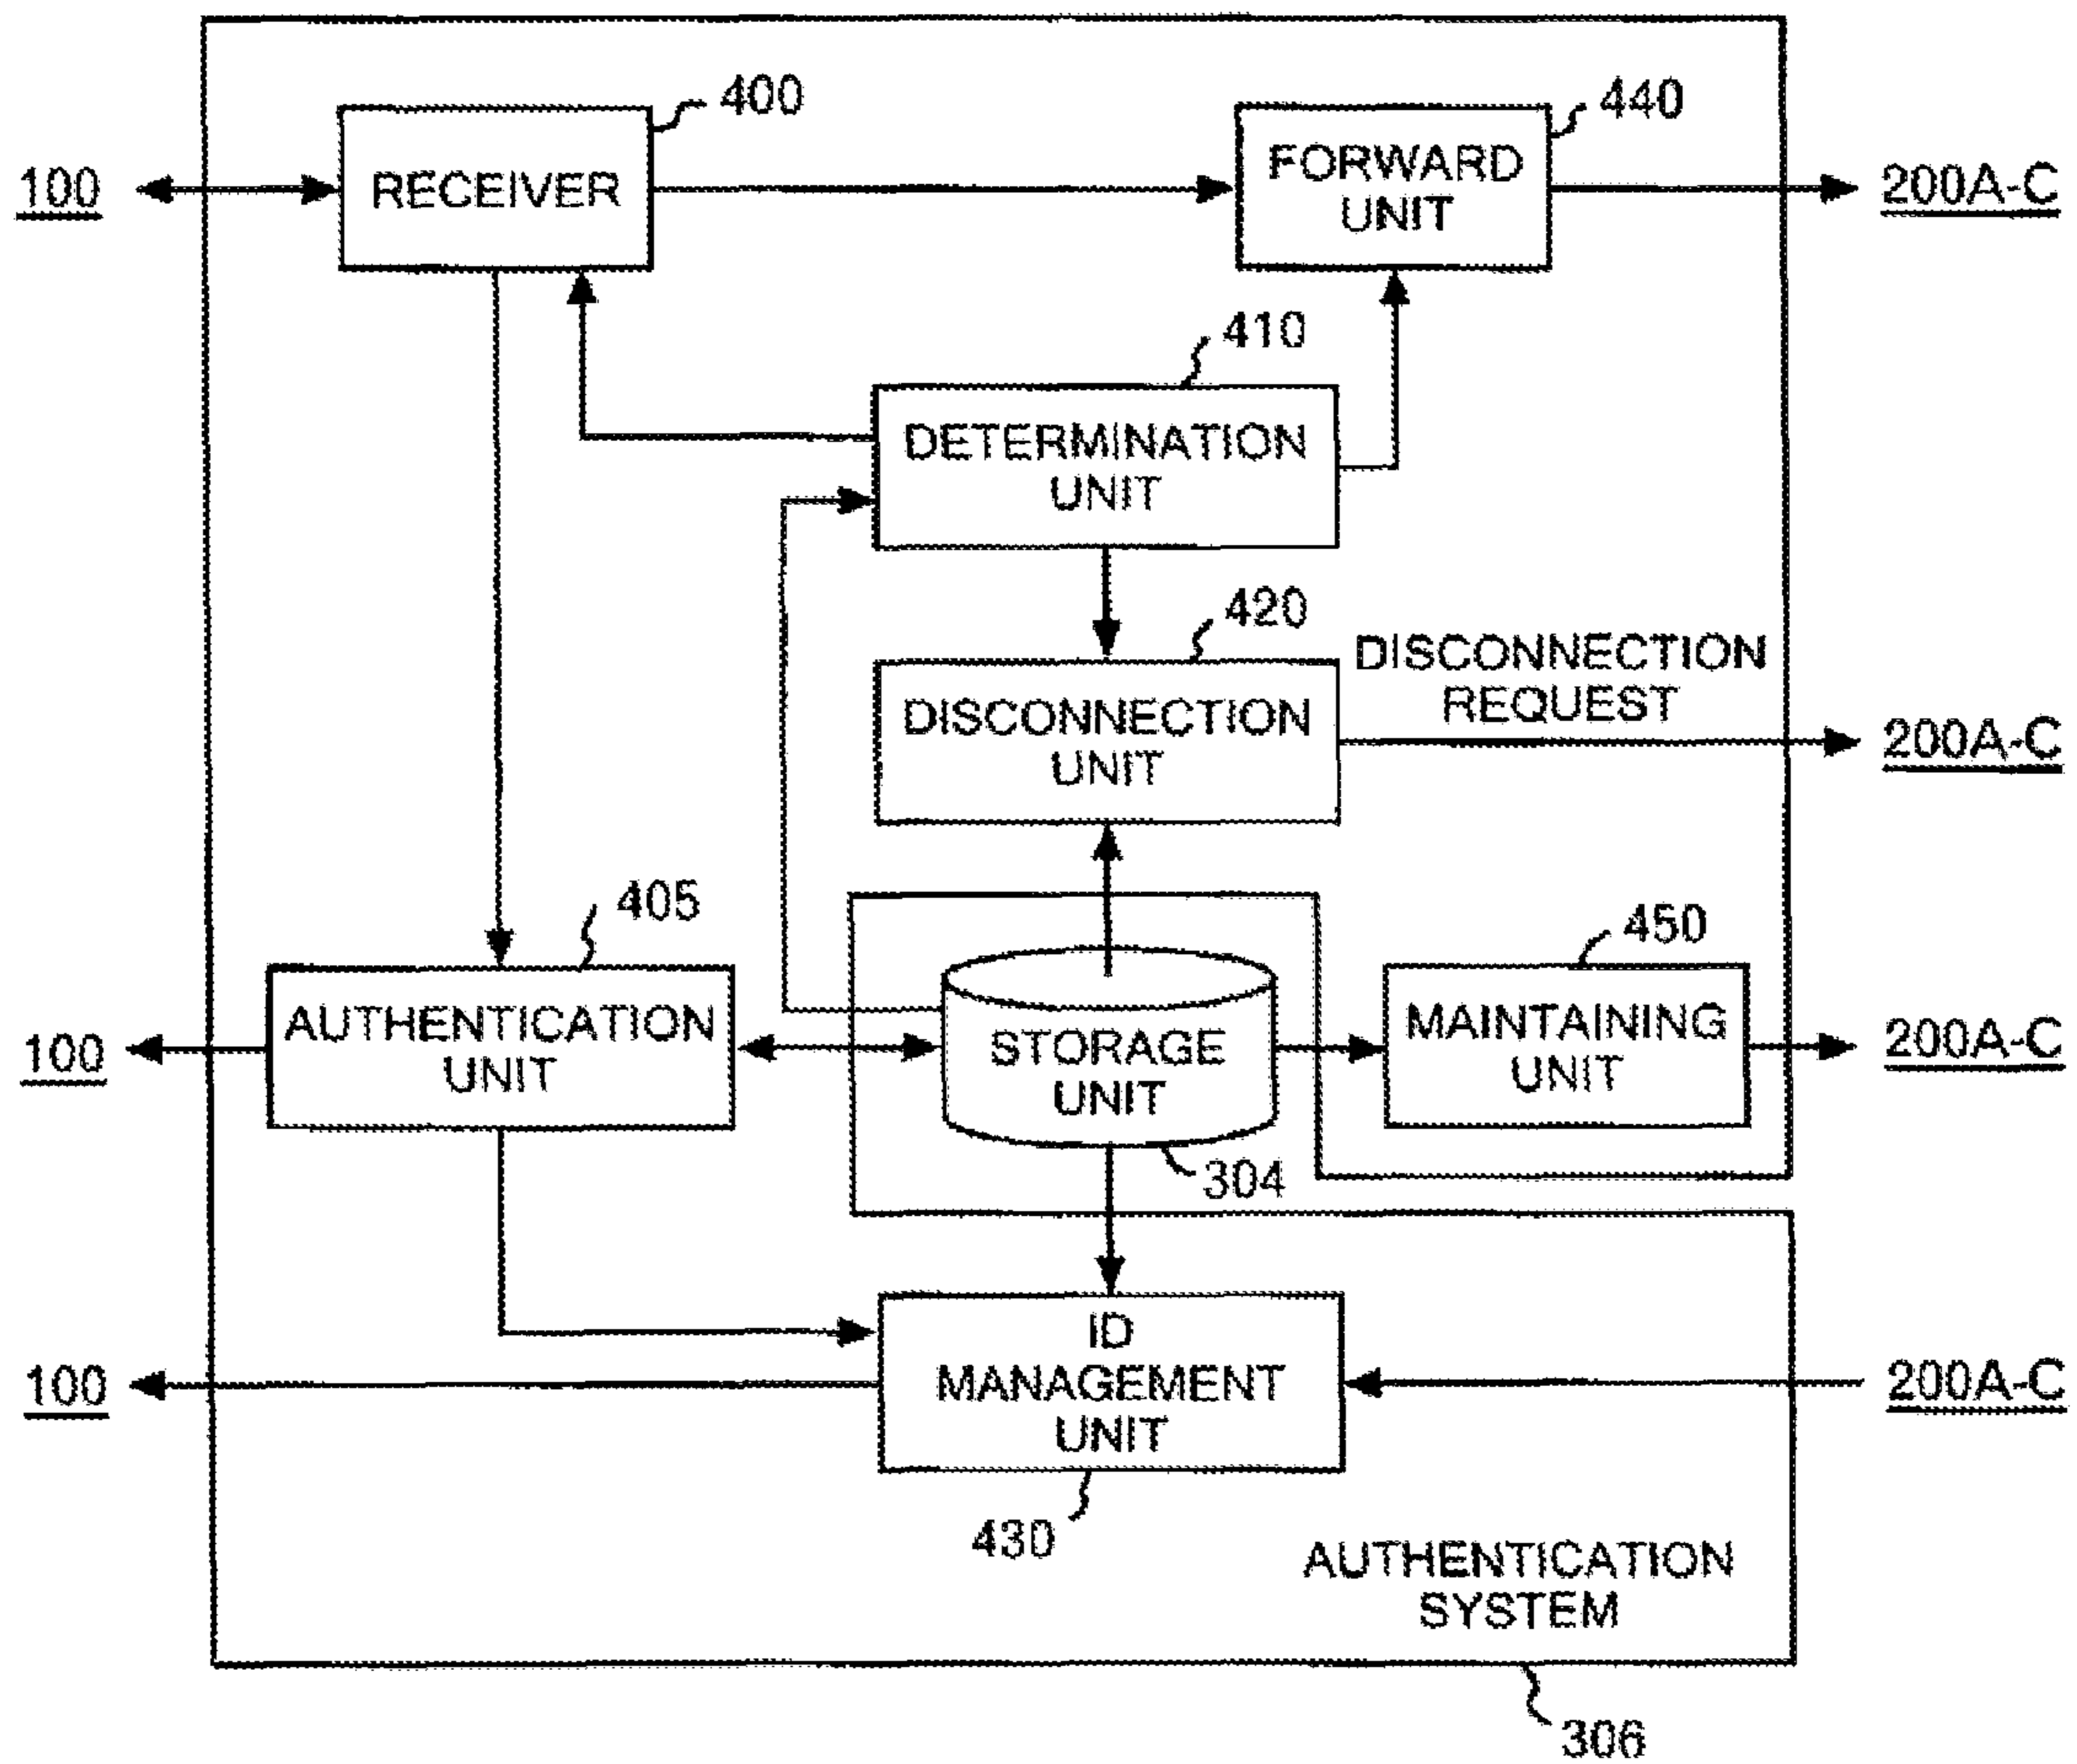 400
440
100
RECEIVER
FORWARD
UNIT
200A-C
410
DETERMINATION
UNIT
420
DISCONNECTION
REQUEST
DISCONNECTION
UNIT
200A-C
405
450
100
AUTHENTICATION
UNIT
STORAGE
UNIT
MAINTAINING
UNIT
200A-C
304
100
ID
MANAGEMENT
UNIT
200A-C
430
AUTHENTICATION
SYSTEM
306